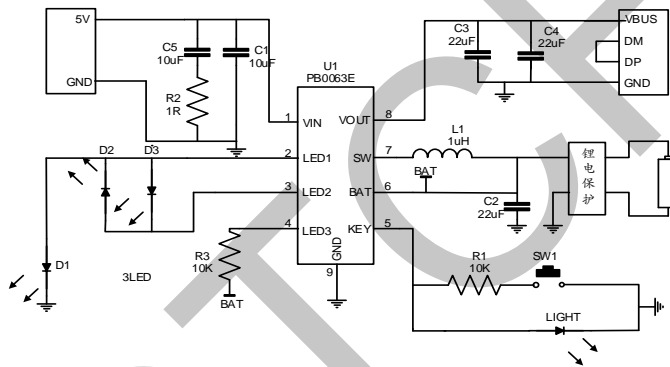 5V
GND
C5
10uF
C1
10uF
R2
1R
U1
PB0063E
1
VIN
2
LED1
3
LED2
4
LED3
GND
9
VOUT
8
SW
7
BAT
6
KEY
5
C3
22uF
C4
22uF
VBUS
DM
DP
GND
L1
1uH
BAT
C2
22uF
锂电保护
D2
D3
D1
3LED
R3
10K
BAT
R1
10K
SW1
LIGHT